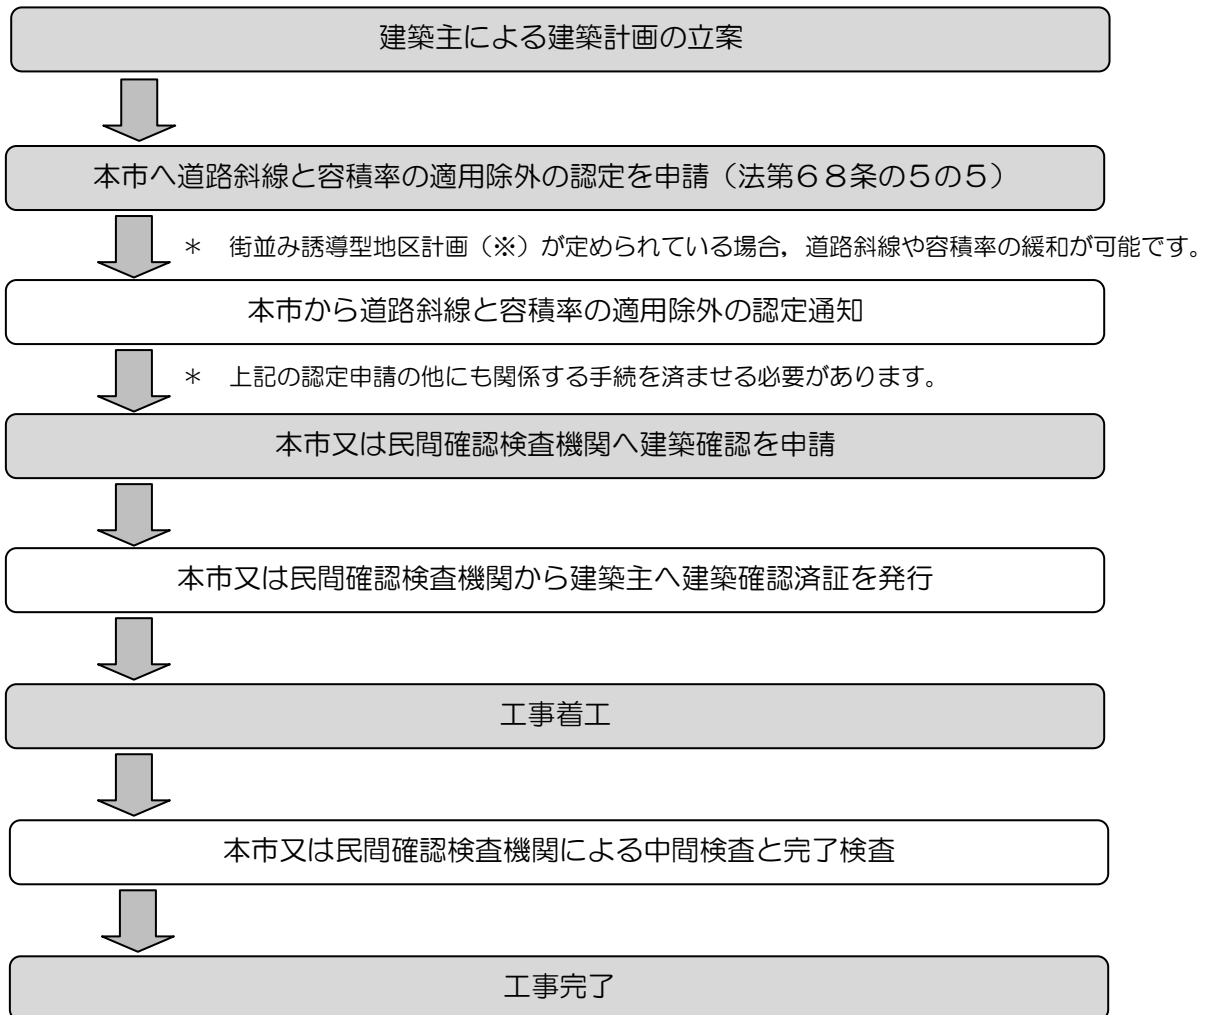 建築主による建築計画の立案
本市へ道路斜線と容積率の適用除外の認定を申請（法第６８条の５の５）
＊　街並み誘導型地区計画（※）が定められている場合，道路斜線や容積率の緩和が可能です。
本市から道路斜線と容積率の適用除外の認定通知
＊　上記の認定申請の他にも関係する手続を済ませる必要があります。
本市又は民間確認検査機関へ建築確認を申請
本市又は民間確認検査機関から建築主へ建築確認済証を発行
工事着工
本市又は民間確認検査機関による中間検査と完了検査
工事完了